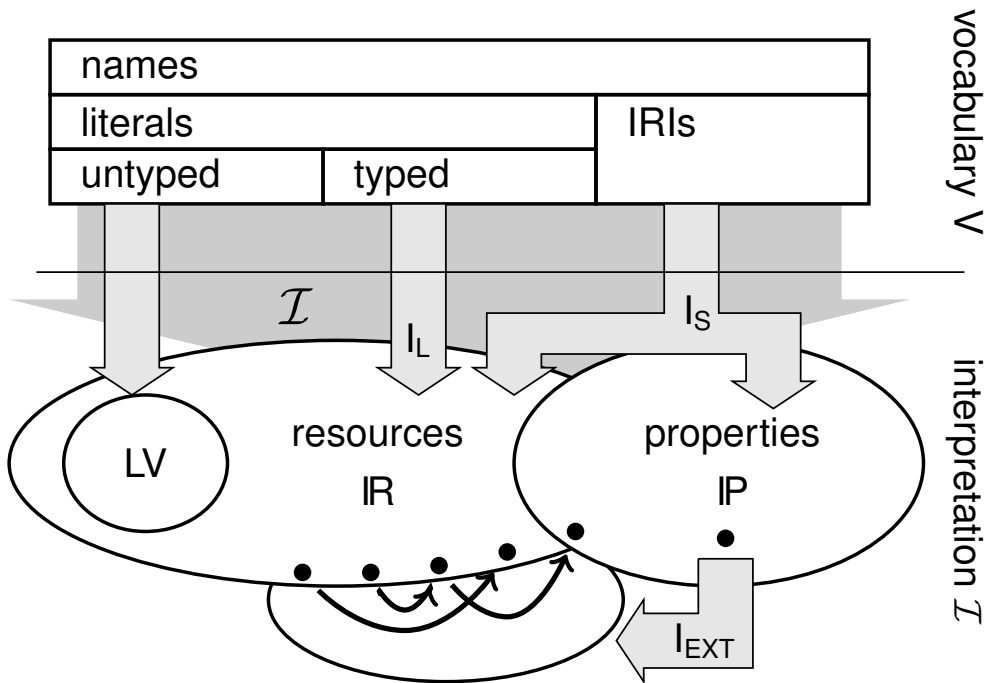 names
literals
IRIs
untyped
typed
vocabulary V
I
I_L
I_S
resources
IR
LV
properties
IP
I_EXT
interpretation I